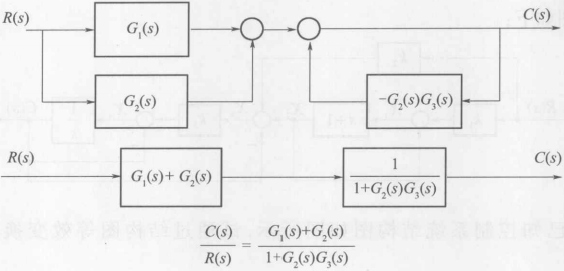 R(s) G₁(s) C(s)
G₂(s) -G₂(s)G₃(s)
R(s) G₁(s)+G₂(s) 1/(1+G₂(s)G₃(s)) C(s)
C(s)/R(s) = (G₁(s)+G₂(s))/(1+G₂(s)G₃(s))